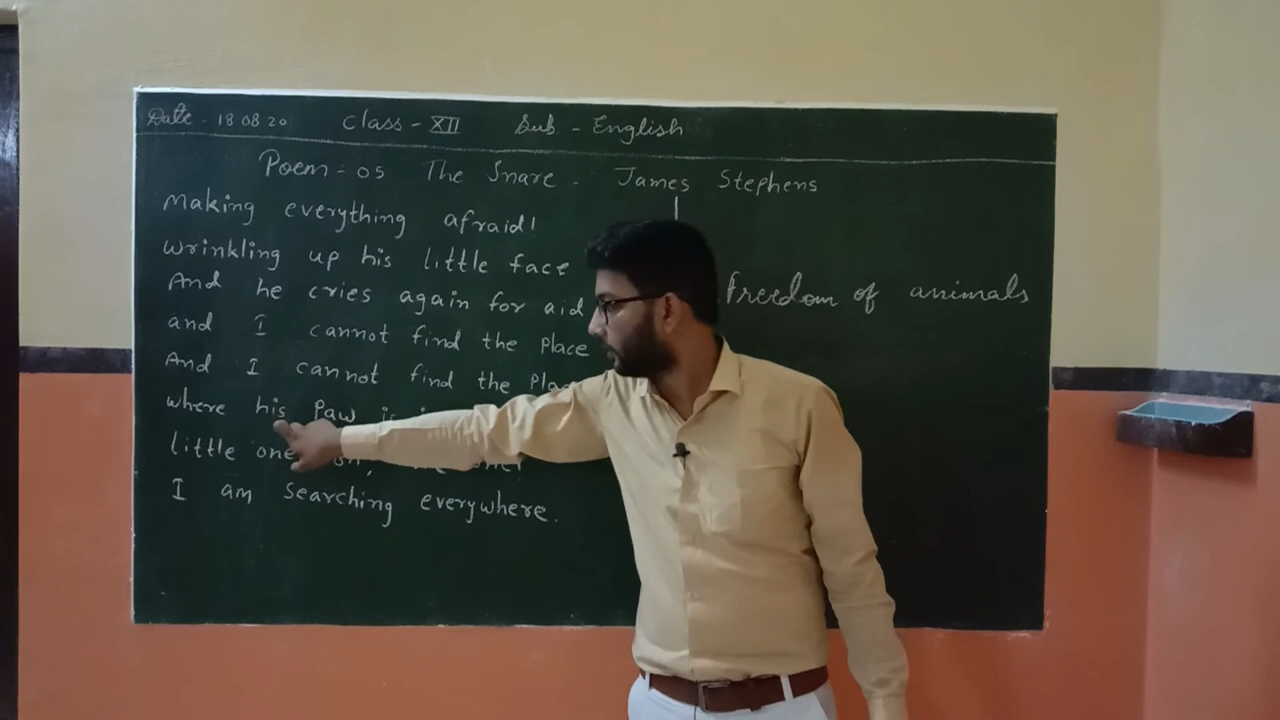 Date - 18 08 20 Class - XII Sub - English
Poem = 05 The Snare - James Stephens
Making everything afraid!
wrinkling up his little face
And he cries again for aid
and I cannot find the place
And I cannot find the
where his Paw is
little one
I am searching everywhere.
freedom of animals